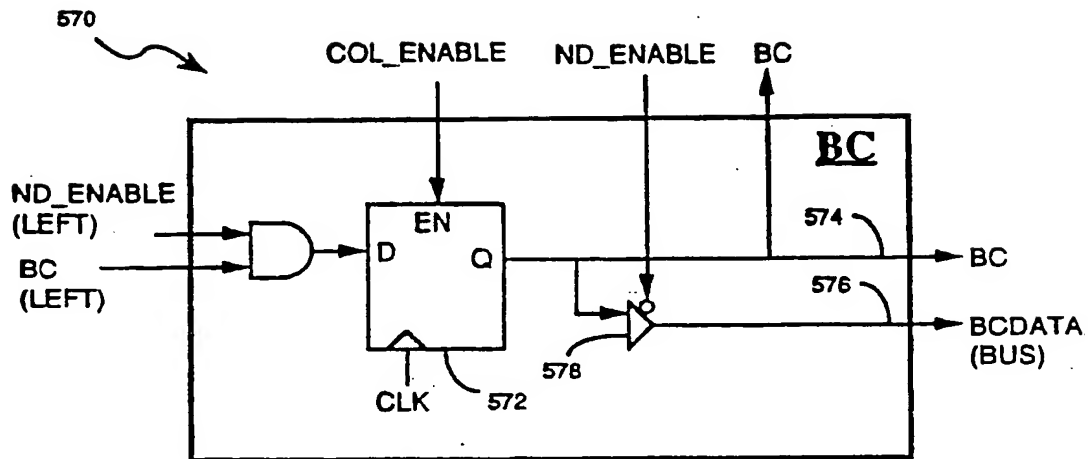 570
COL_ENABLE
ND_ENABLE
BC
BC
ND_ENABLE
(LEFT)
BC
(LEFT)
EN
D
Q
574
BC
576
BCDATA
(BUS)
578
CLK
572